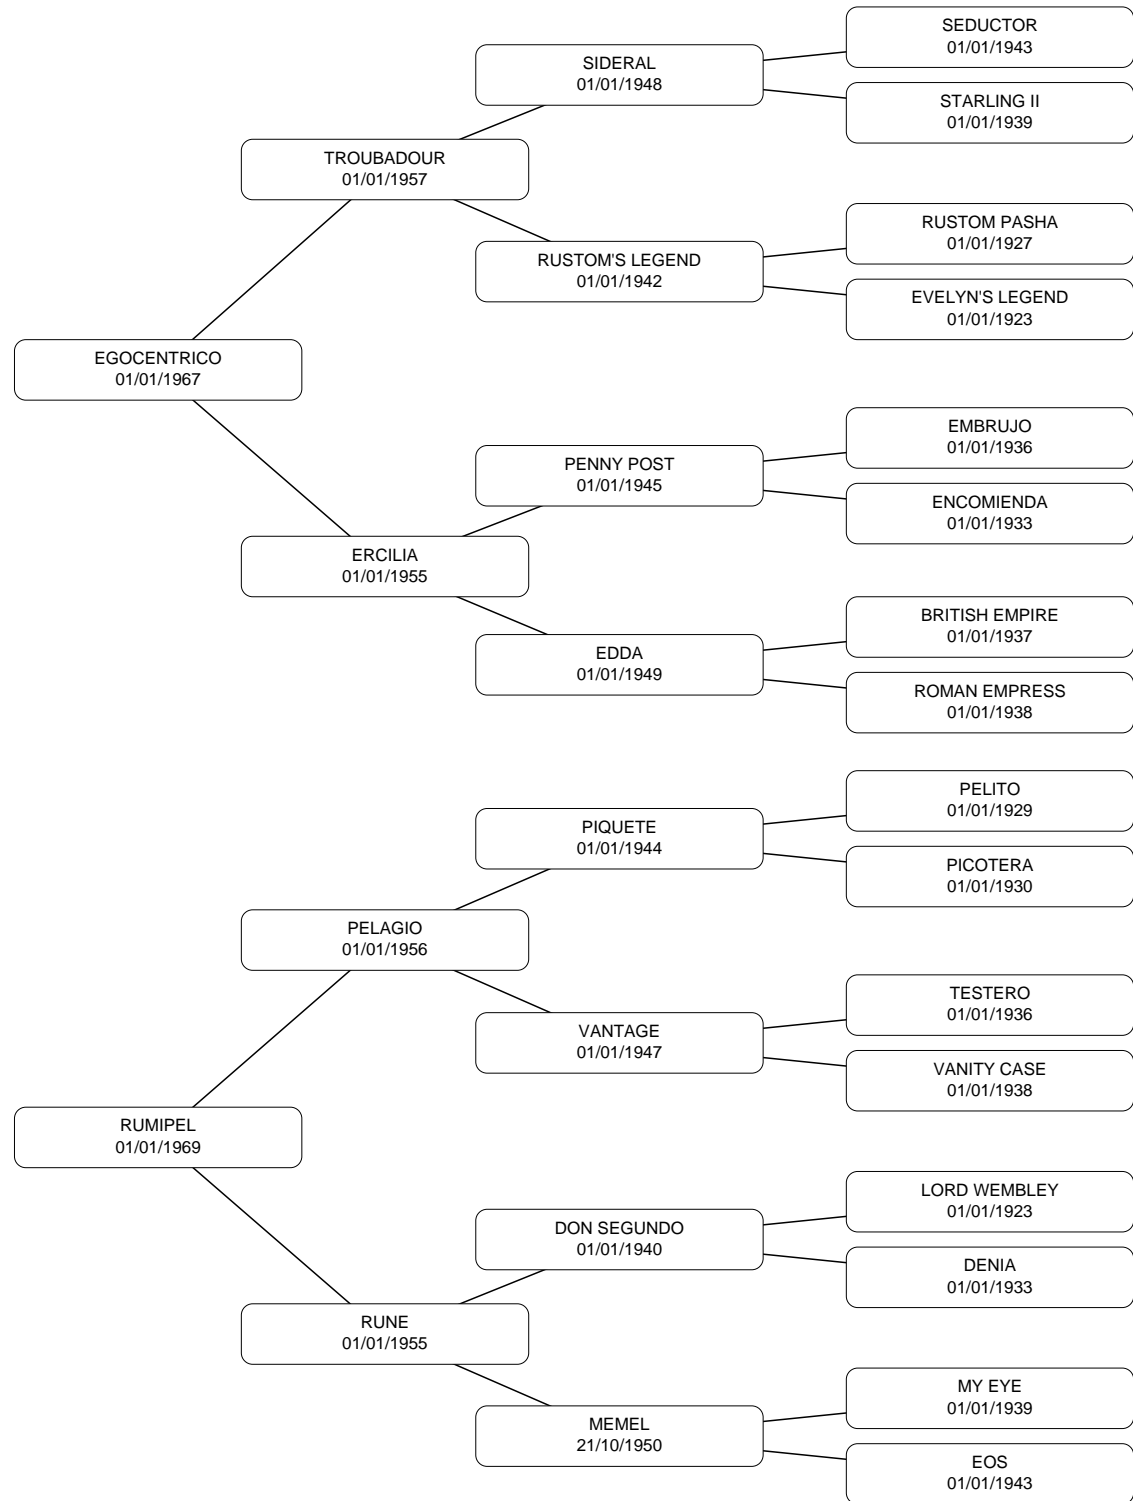 SEDUCTOR
01/01/1943
SIDERAL
01/01/1948
STARLING II
01/01/1939
TROUBADOUR
01/01/1957
RUSTOM PASHA
01/01/1927
RUSTOM'S LEGEND
01/01/1942
EVELYN'S LEGEND
01/01/1923
EGOCENTRICO
01/01/1967
EMBRUJO
01/01/1936
PENNY POST
01/01/1945
ENCOMIENDA
01/01/1933
ERCILIA
01/01/1955
BRITISH EMPIRE
01/01/1937
EDDA
01/01/1949
ROMAN EMPRESS
01/01/1938
PELITO
01/01/1929
PIQUETE
01/01/1944
PICOTERA
01/01/1930
PELAGIO
01/01/1956
TESTERO
01/01/1936
VANTAGE
01/01/1947
VANITY CASE
01/01/1938
RUMIPEL
01/01/1969
LORD WEMBLEY
01/01/1923
DON SEGUNDO
01/01/1940
DENIA
01/01/1933
RUNE
01/01/1955
MY EYE
01/01/1939
MEMEL
21/10/1950
EOS
01/01/1943